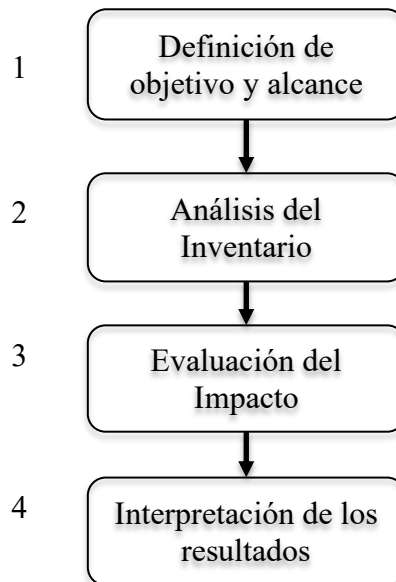 1
Definición de
objetivo y alcance
2
Análisis del
Inventario
3
Evaluación del
Impacto
4
Interpretación de los
resultados